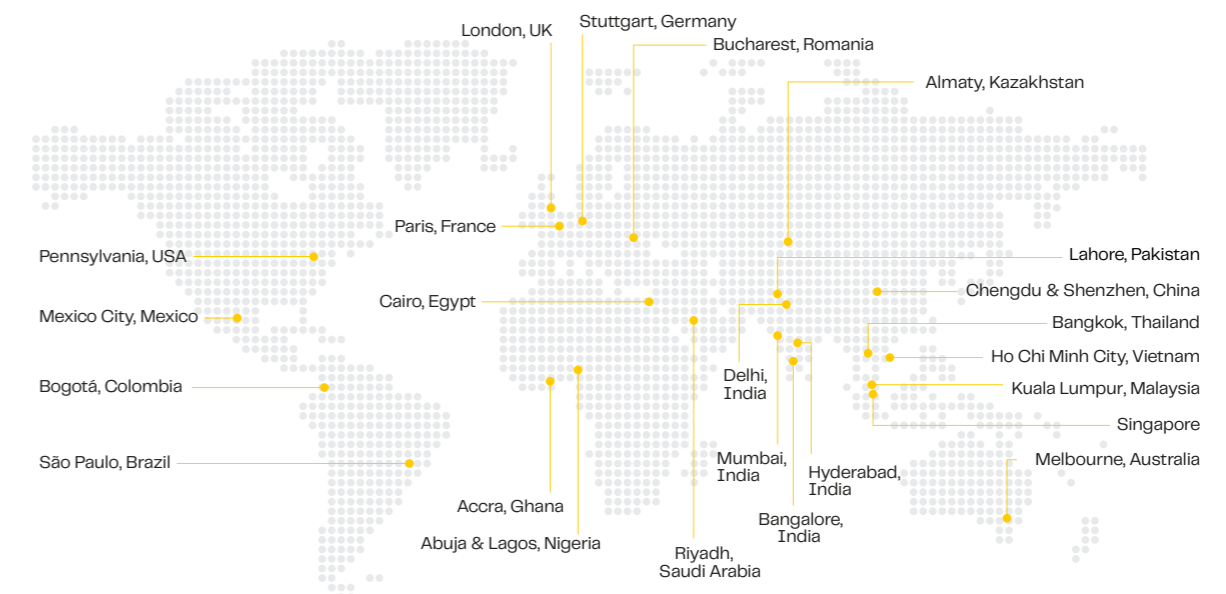 London, UK
Stuttgart, Germany
Bucharest, Romania
Almaty, Kazakhstan
Paris, France
Pennsylvania, USA
Lahore, Pakistan
Chengdu & Shenzhen, China
Cairo, Egypt
Mexico City, Mexico
Bangkok, Thailand
Ho Chi Minh City, Vietnam
Delhi,
India
Bogotá, Colombia
Kuala Lumpur, Malaysia
Singapore
São Paulo, Brazil
Mumbai,
India
Hyderabad,
India
Melbourne, Australia
Accra, Ghana
Bangalore,
India
Abuja & Lagos, Nigeria
Riyadh,
Saudi Arabia